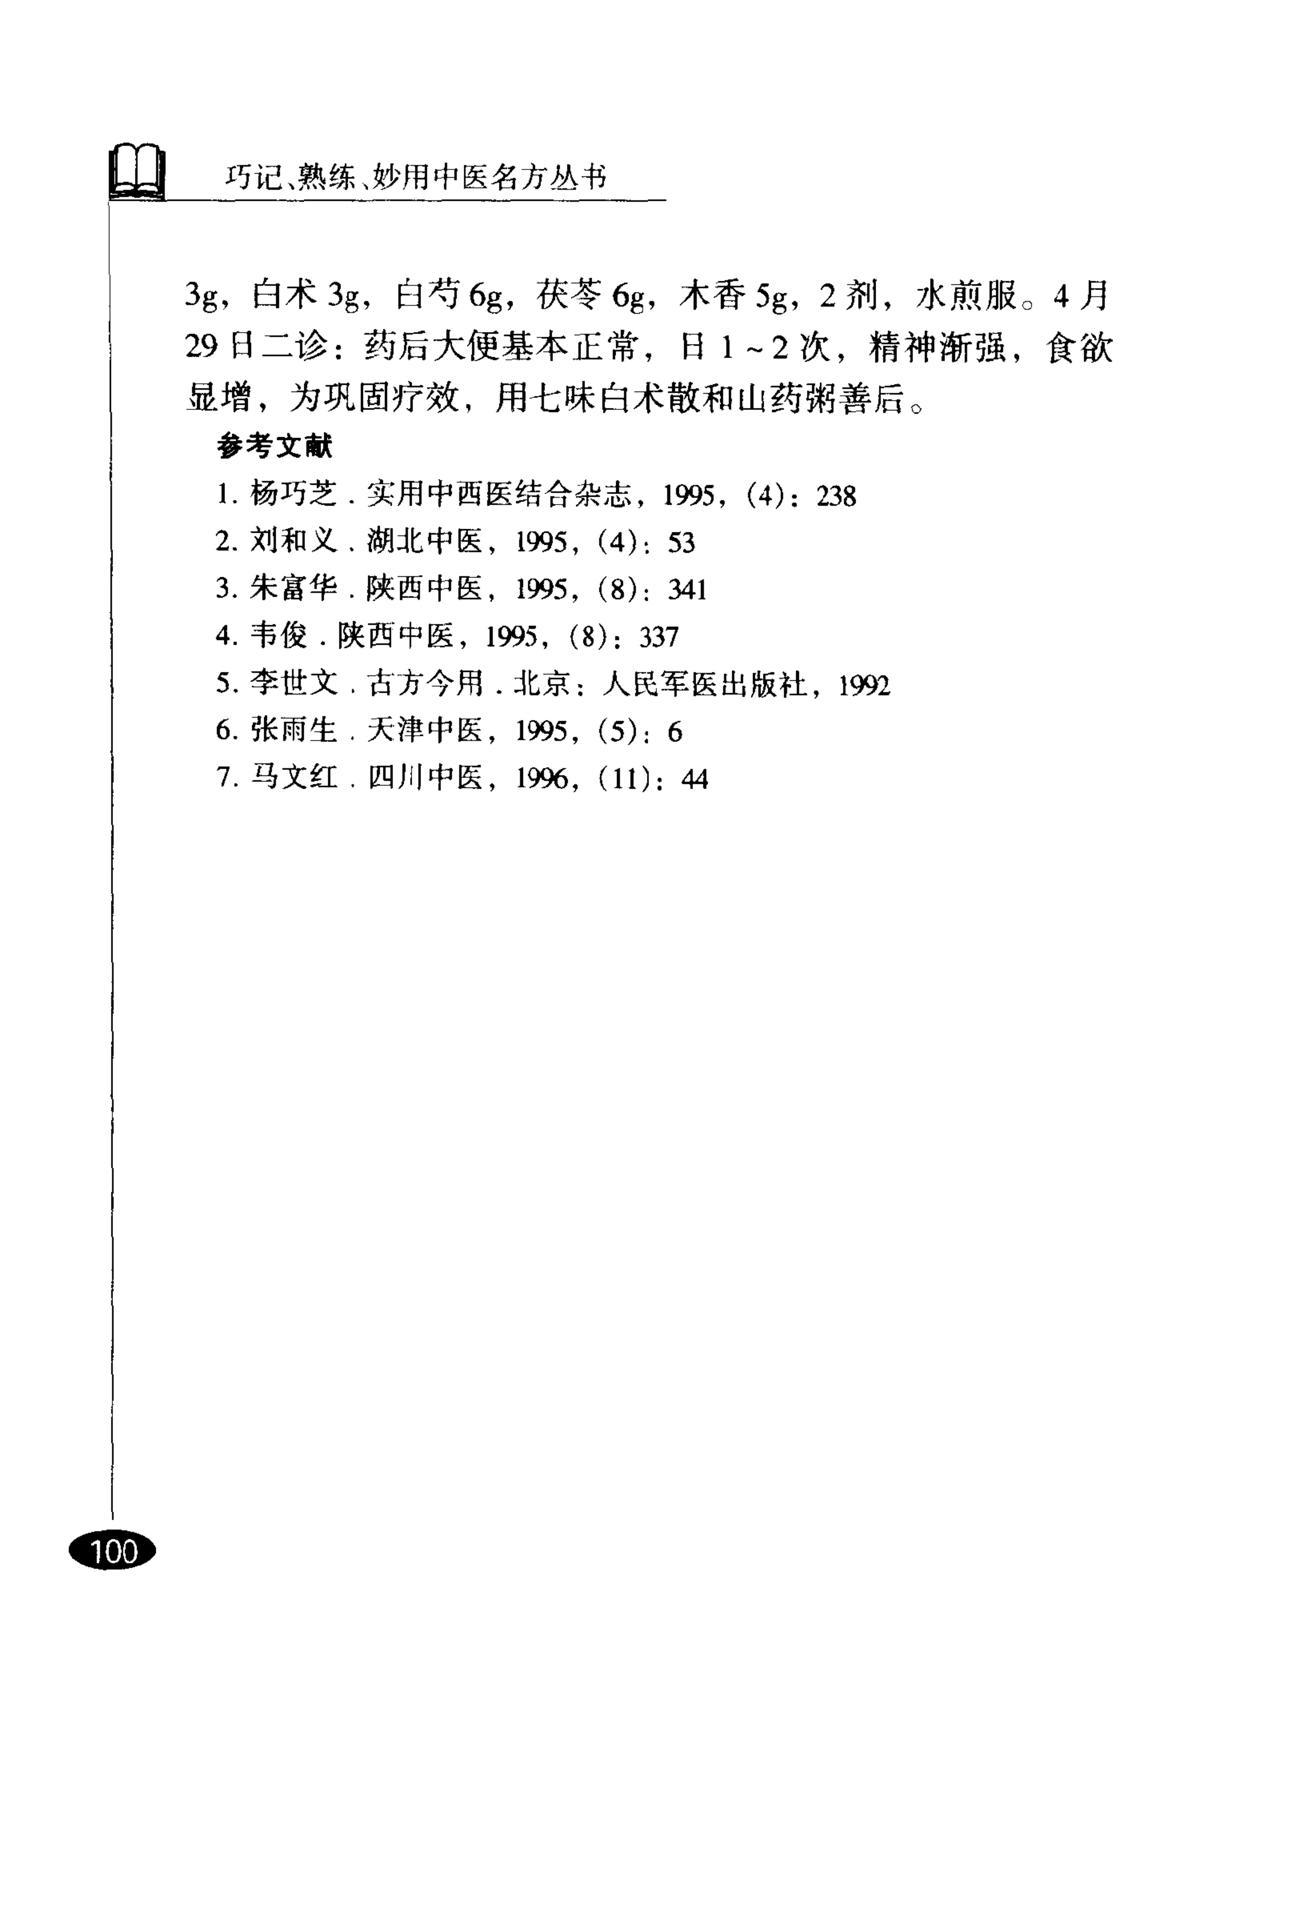 巧记、熟练、妙用中医名方丛书
3g，白术 3g，白芍 6g，茯苓 6g，木香 5g，2 剂，水煎服。4 月
29 日二诊：药后大便基本正常，日 1～2 次，精神渐强，食欲
显增，为巩固疗效，用七味白术散和山药粥善后。
参考文献
1. 杨巧芝．实用中西医结合杂志，1995，(4)：238
2. 刘和义．湖北中医，1995，(4)：53
3. 朱富华．陕西中医，1995，(8)：341
4. 韦俊．陕西中医，1995，(8)：337
5. 李世文．古方今用．北京：人民军医出版社，1992
6. 张雨生．天津中医，1995，(5)：6
7. 马文红．四川中医，1996，(11)：44
100